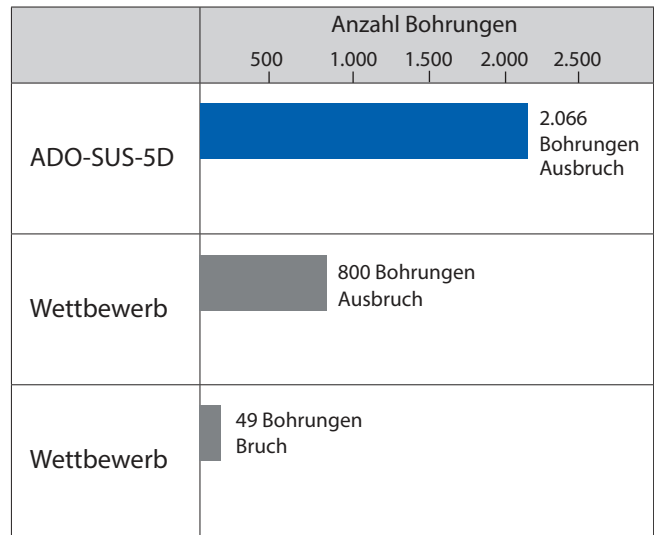 Anzahl Bohrungen
500 1.000 1.500 2.000 2.500
ADO-SUS-5D
2.066
Bohrungen
Ausbruch
Wettbewerb
800 Bohrungen
Ausbruch
Wettbewerb
49 Bohrungen
Bruch